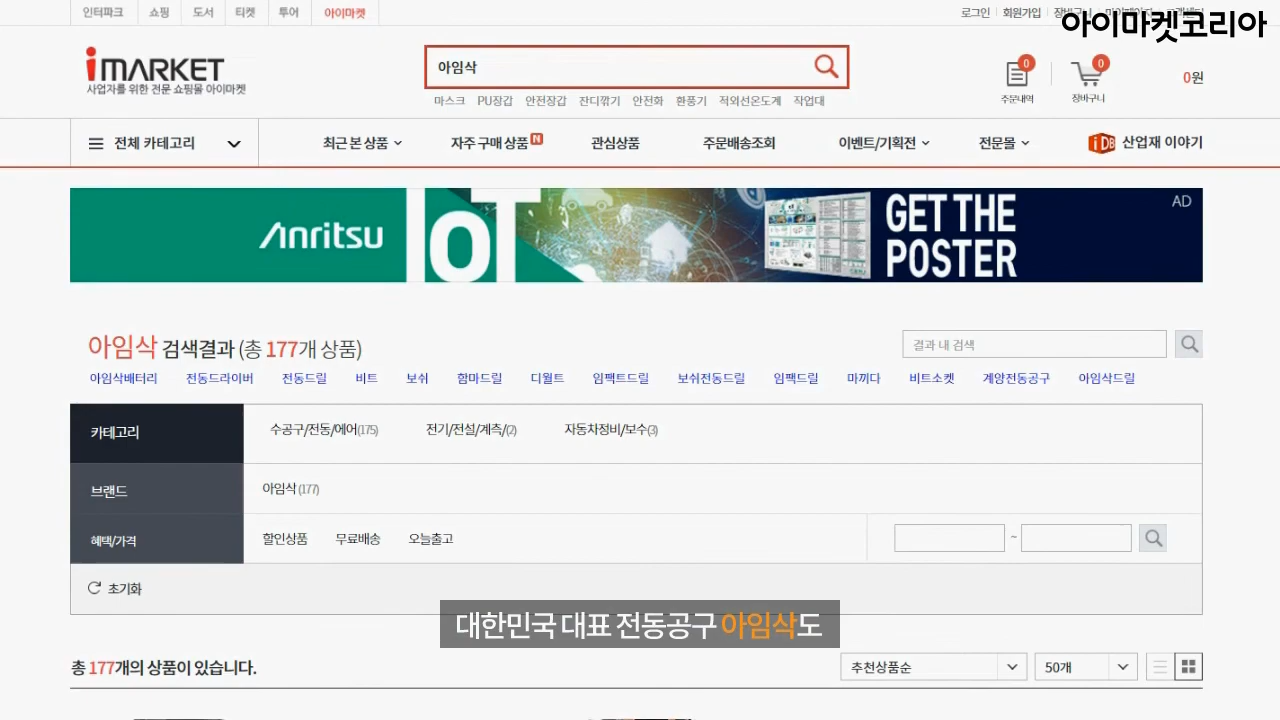 인터파크 쇼핑 도서 티켓 투어 아이마켓
로그인 회원가입
아이마켓코리아
iMARKET
사업자를 위한 전문 쇼핑몰 아이마켓
아임삭
마스크 PU장갑 안전장갑 잔디깎기 안전화 환풍기 적외선온도계 작업대
0 주문내역
0 장바구니
0원
전체 카테고리 최근 본 상품 자주 구매 상품 N 관심상품 주문배송조회 이벤트/기획전 전문몰 iDB 산업재 이야기
Anritsu IoT GET THE POSTER AD
아임삭 검색결과 (총 177개 상품)
결과 내 검색
아임삭배터리 전동드라이버 전동드릴 비트 보쉬 함마드릴 디월트 임팩트드릴 보쉬전동드릴 임팩드릴 마끼다 비트소켓 계양전동공구 아임삭드릴
카테고리 수공구/전동/에어(175) 전기/전설/계측/(2) 자동차정비/보수(3)
브랜드 아임삭(177)
혜택/가격 할인상품 무료배송 오늘출고 ~
초기화
대한민국 대표 전동공구 아임삭도
총 177개의 상품이 있습니다.
추천상품순 50개